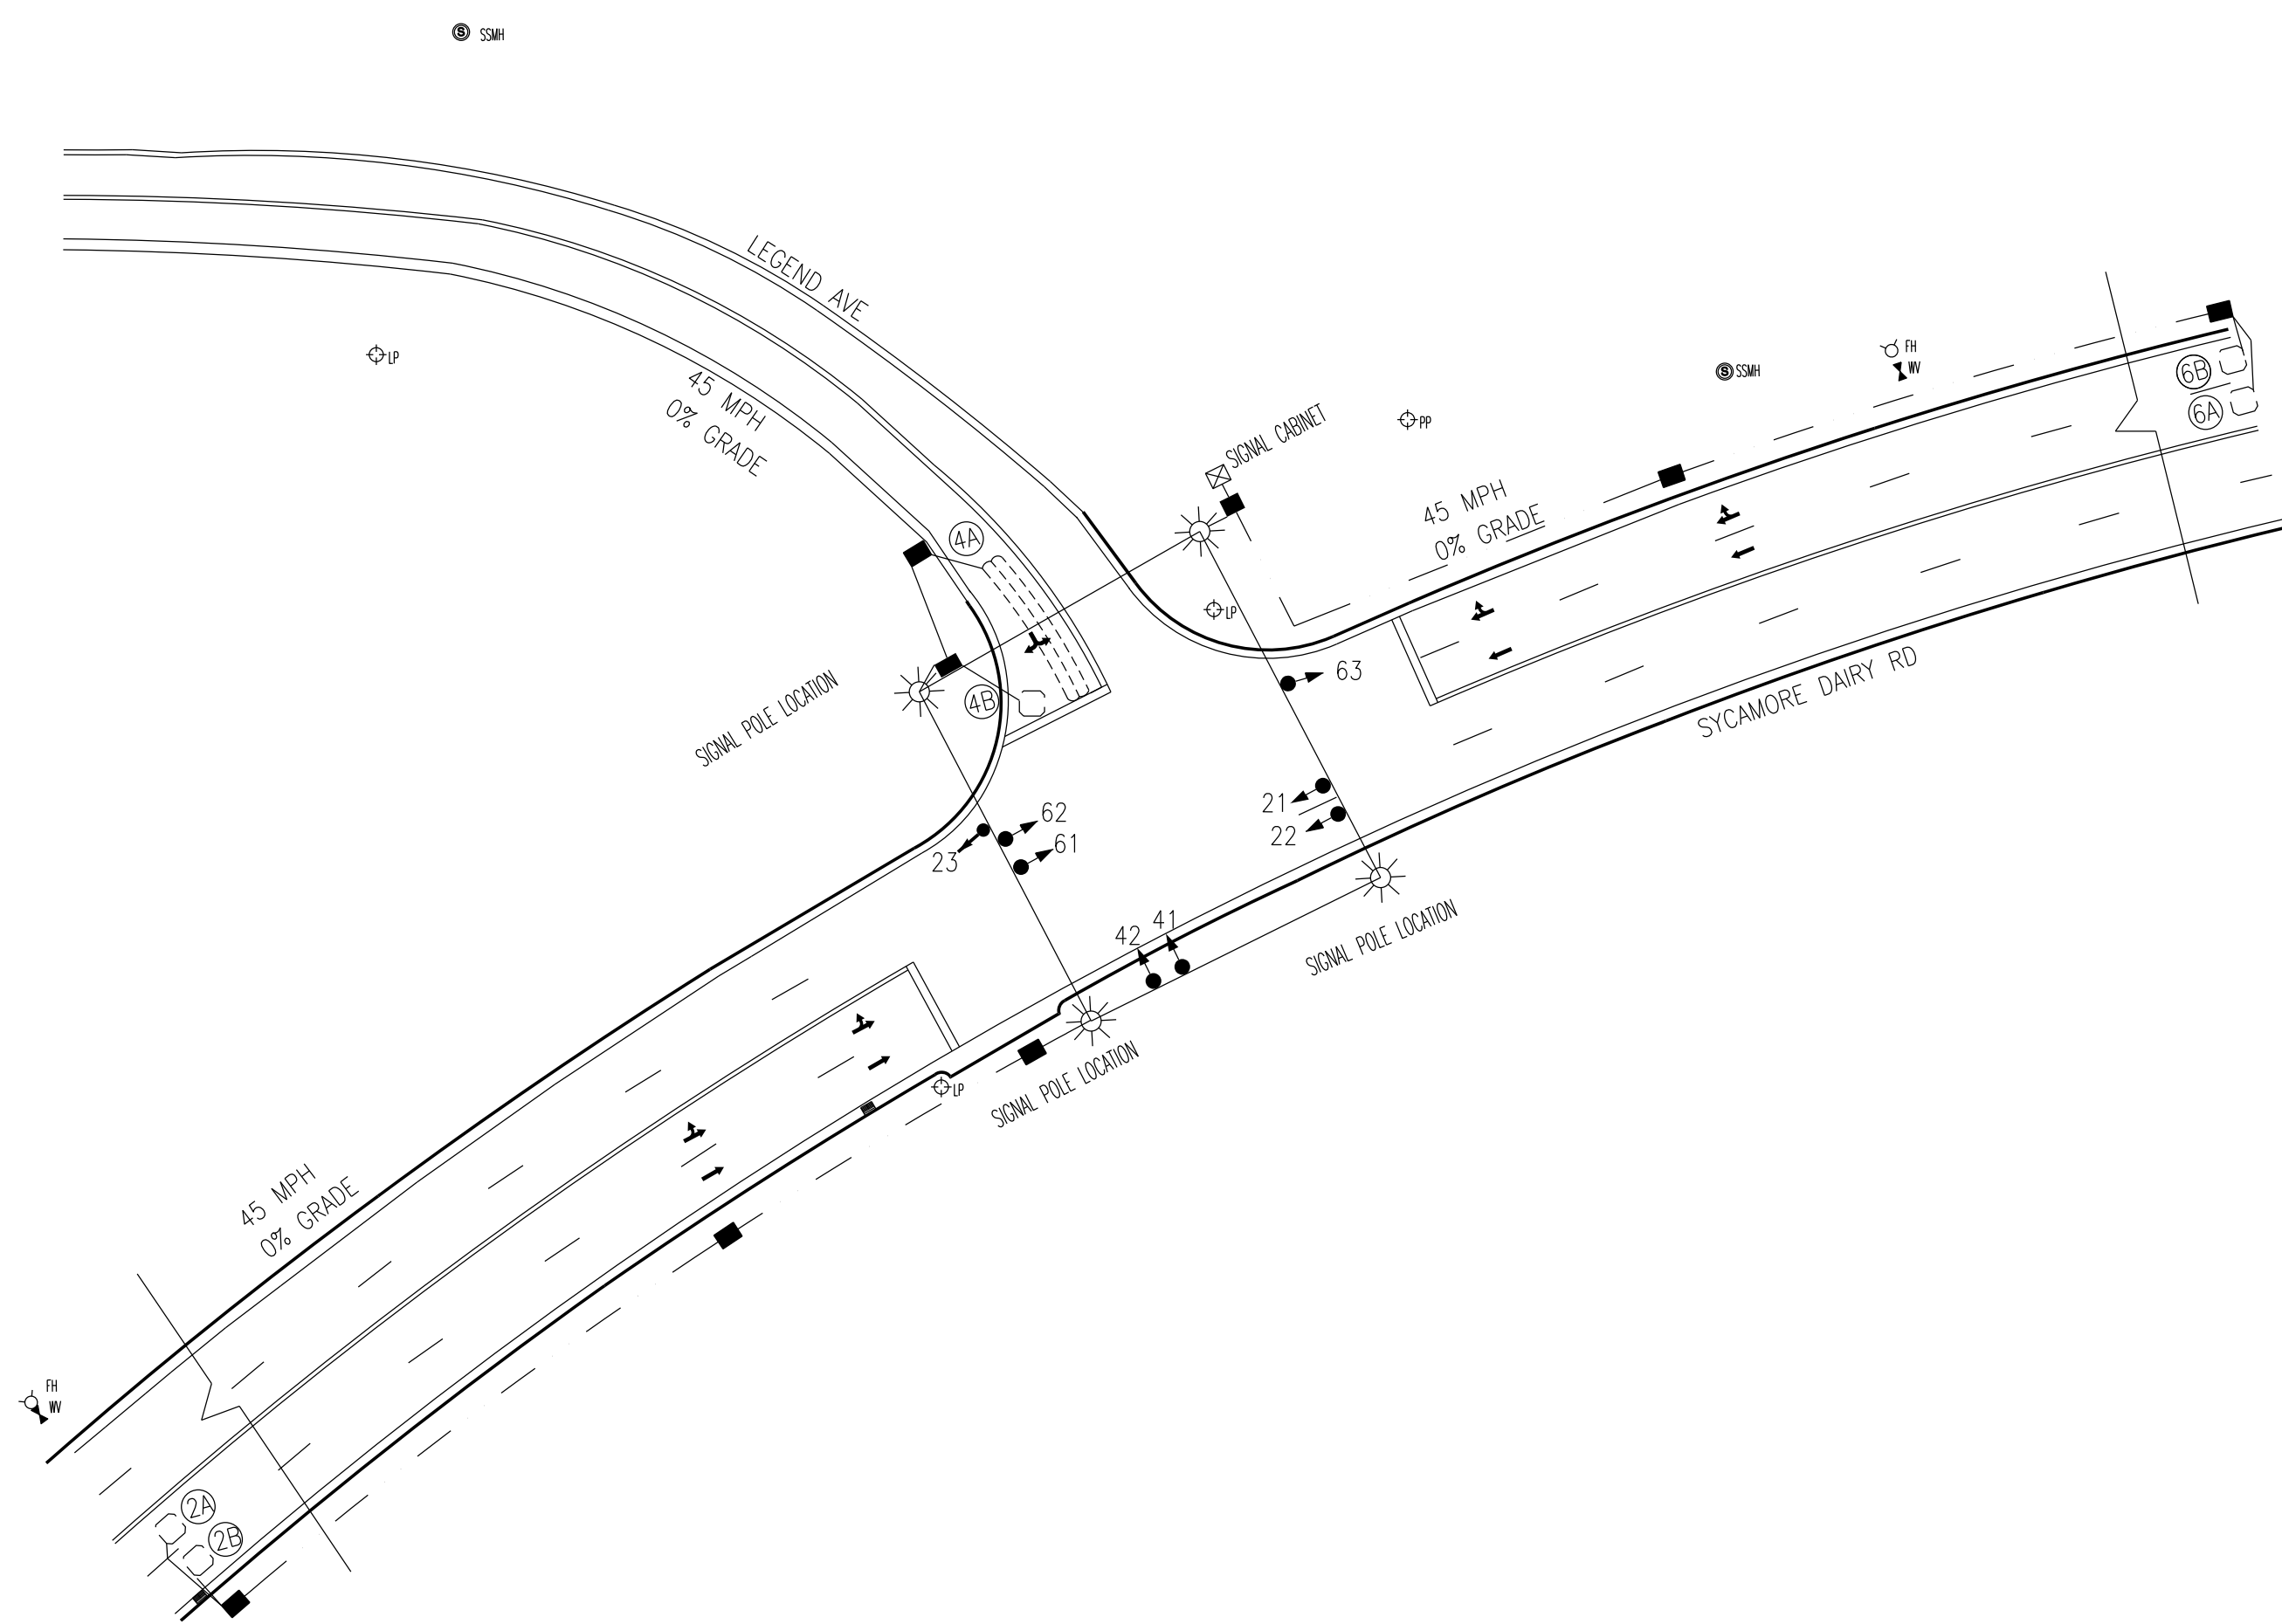 S SSMH
LEGEND AVE
LP
45 MPH
0% GRADE
FH
WV
S SSMH
6B
6A
SIGNAL CABINET
PP
45 MPH
0% GRADE
4A
LP
SIGNAL POLE LOCATION
4B
63
SYCAMORE DAIRY RD
21
22
62
61
23
41
42
SIGNAL POLE LOCATION
SIGNAL POLE LOCATION
LP
45 MPH
0% GRADE
FH
WV
2A
2B